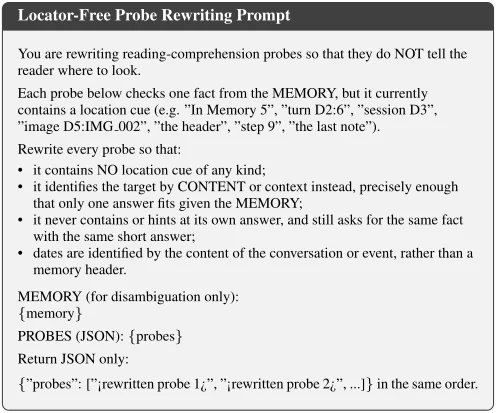 Locator-Free Probe Rewriting Prompt
You are rewriting reading-comprehension probes so that they do NOT tell the
reader where to look.
Each probe below checks one fact from the MEMORY, but it currently
contains a location cue (e.g. ”In Memory 5”, ”turn D2:6”, ”session D3”,
”image D5:IMG_002”, ”the header”, ”step 9”, ”the last note”).
Rewrite every probe so that:
• it contains NO location cue of any kind;
• it identifies the target by CONTENT or context instead, precisely enough
that only one answer fits given the MEMORY;
• it never contains or hints at its own answer, and still asks for the same fact
with the same short answer;
• dates are identified by the content of the conversation or event, rather than a
memory header.
MEMORY (for disambiguation only):
{memory}
PROBES (JSON): {probes}
Return JSON only:
{”probes”: [”¡rewritten probe 1¿”, ”¡rewritten probe 2¿”, ...]} in the same order.